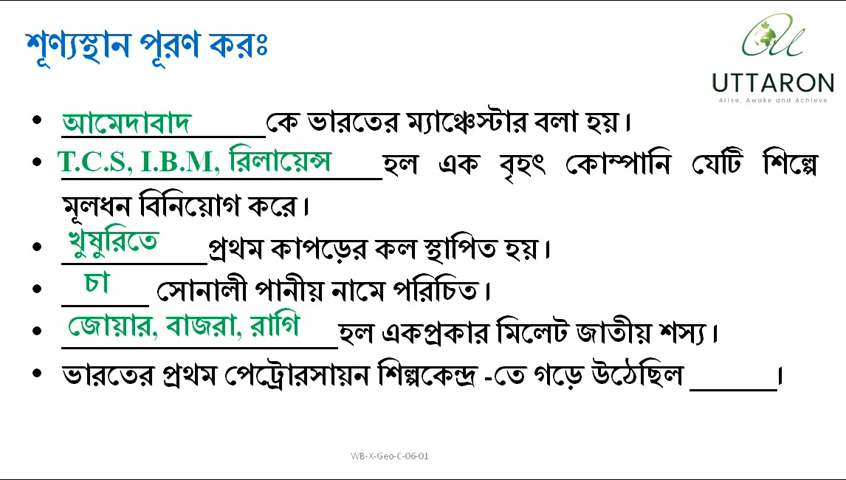 শূণ্যস্থান পূরণ করঃ
UTTARON
Arise, Awake and Achieve
• আমেদাবাদ কে ভারতের ম্যাঞ্চেস্টার বলা হয়।
• T.C.S, I.B.M, রিলায়েন্স হল এক বৃহৎ কোম্পানি যেটি শিল্পে
মূলধন বিনিয়োগ করে।
• খুষুরিতে প্রথম কাপড়ের কল স্থাপিত হয়।
• চা সোনালী পানীয় নামে পরিচিত।
• জোয়ার, বাজরা, রাগি হল একপ্রকার মিলেট জাতীয় শস্য।
• ভারতের প্রথম পেট্রোরসায়ন শিল্পকেন্দ্র -তে গড়ে উঠেছিল ______।
WB-X-Geo-C-06-01